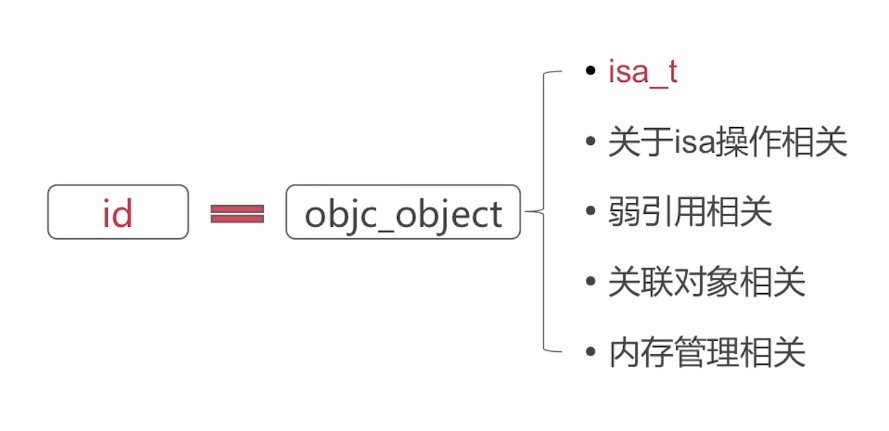 id
objc_object
isa_t
关于isa操作相关
弱引用相关
关联对象相关
内存管理相关